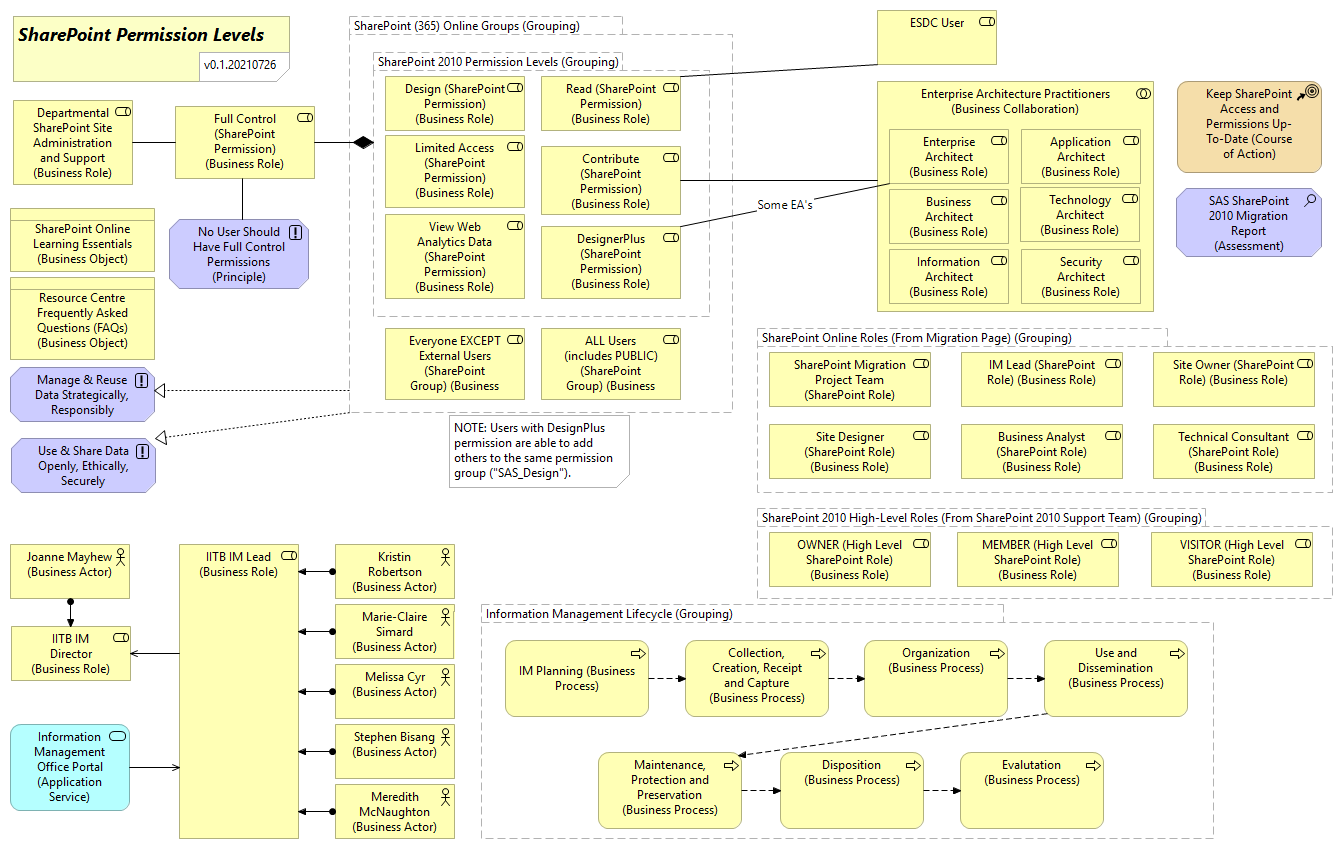 SharePoint Permission Levels
v0.1.20210726
SharePoint (365) Online Groups (Grouping)
SharePoint 2010 Permission Levels (Grouping)
Design (SharePoint
Permission)
(Business Role)
Read (SharePoint
Permission)
(Business Role)
Limited Access
(SharePoint
Permission)
(Business Role)
Contribute
(SharePoint
Permission)
(Business Role)
View Web
Analytics Data
(SharePoint
Permission)
(Business Role)
DesignerPlus
(SharePoint
Permission)
(Business Role)
Everyone EXCEPT
External Users
(SharePoint
Group) (Business
ALL Users
(includes PUBLIC)
(SharePoint
Group) (Business
Departmental
SharePoint Site
Administration
and Support
(Business Role)
Full Control
(SharePoint
Permission)
(Business Role)
No User Should
Have Full Control
Permissions
(Principle)
SharePoint Online
Learning Essentials
(Business Object)
Resource Centre
Frequently Asked
Questions (FAQs)
(Business Object)
Manage & Reuse
Data Strategically,
Responsibly
Use & Share Data
Openly, Ethically,
Securely
NOTE: Users with DesignPlus
permission are able to add
others to the same permission
group ("SAS_Design").
ESDC User
Some EA's
Enterprise Architecture Practitioners
(Business Collaboration)
Enterprise
Architect
(Business Role)
Application
Architect
(Business Role)
Business
Architect
(Business Role)
Technology
Architect
(Business Role)
Information
Architect
(Business Role)
Security
Architect
(Business Role)
Keep SharePoint
Access and
Permissions Up-
To-Date (Course
of Action)
SAS SharePoint
2010 Migration
Report
(Assessment)
SharePoint Online Roles (From Migration Page) (Grouping)
SharePoint Migration
Project Team
(SharePoint Role)
IM Lead (SharePoint
Role) (Business Role)
Site Owner (SharePoint
Role) (Business Role)
Site Designer
(SharePoint Role)
(Business Role)
Business Analyst
(SharePoint Role)
(Business Role)
Technical Consultant
(SharePoint Role)
(Business Role)
SharePoint 2010 High-Level Roles (From SharePoint 2010 Support Team) (Grouping)
OWNER (High Level
SharePoint Role)
(Business Role)
MEMBER (High Level
SharePoint Role)
(Business Role)
VISITOR (High Level
SharePoint Role)
(Business Role)
Joanne Mayhew
(Business Actor)
IITB IM
Director
(Business Role)
Information
Management
Office Portal
(Application
Service)
IITB IM Lead
(Business Role)
Kristin
Robertson
(Business Actor)
Marie-Claire
Simard
(Business Actor)
Melissa Cyr
(Business Actor)
Stephen Bisang
(Business Actor)
Meredith
McNaughton
(Business Actor)
Information Management Lifecycle (Grouping)
IM Planning (Business
Process)
Collection,
Creation, Receipt
and Capture
(Business Process)
Organization
(Business Process)
Use and
Dissemination
(Business Process)
Maintenance,
Protection and
Preservation
(Business Process)
Disposition
(Business Process)
Evalutation
(Business Process)